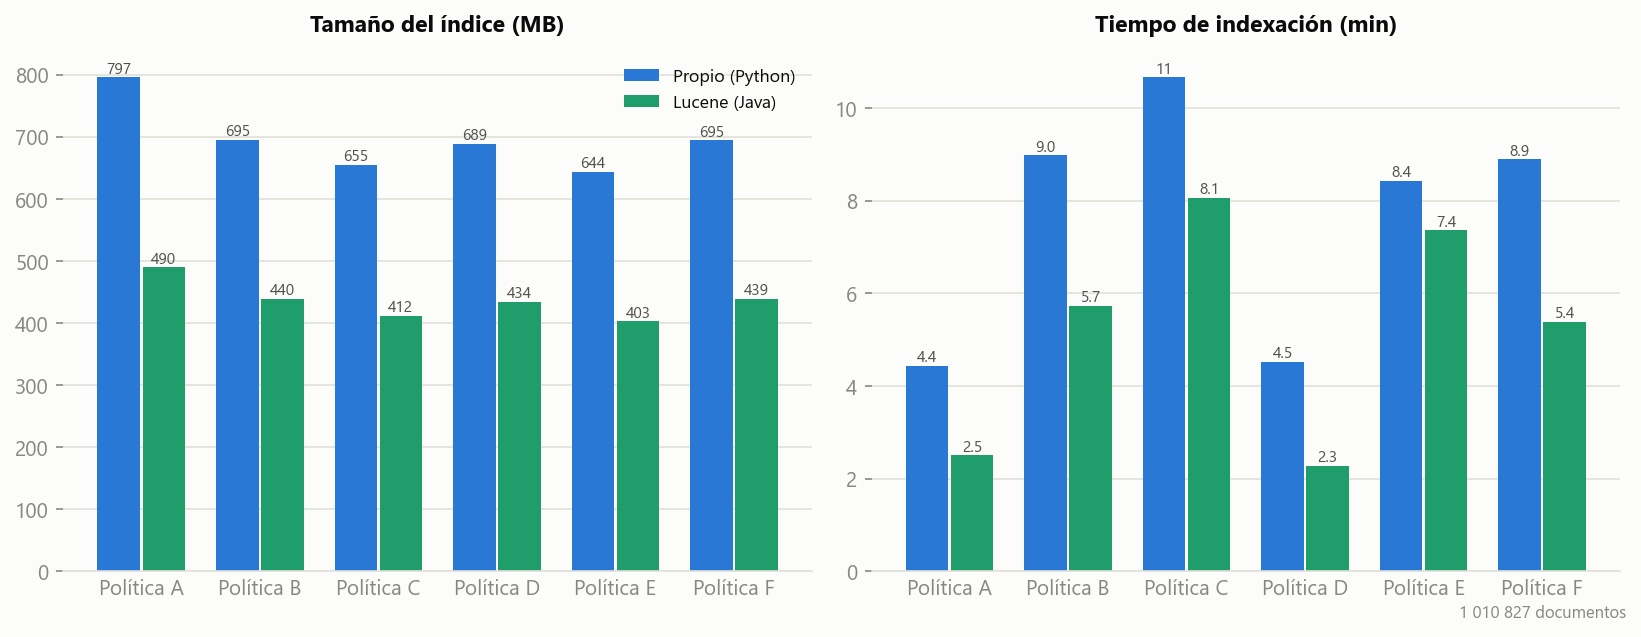 Tamaño del índice (MB)
Propio (Python)
Lucene (Java)
800
700
600
500
400
300
200
100
0
797
490
695
440
655
412
689
434
644
403
695
439
Política A
Política B
Política C
Política D
Política E
Política F
Tiempo de indexación (min)
10
8
6
4
2
0
4.4
2.5
9.0
5.7
11
8.1
4.5
2.3
8.4
7.4
8.9
5.4
Política A
Política B
Política C
Política D
Política E
Política F
1 010 827 documentos